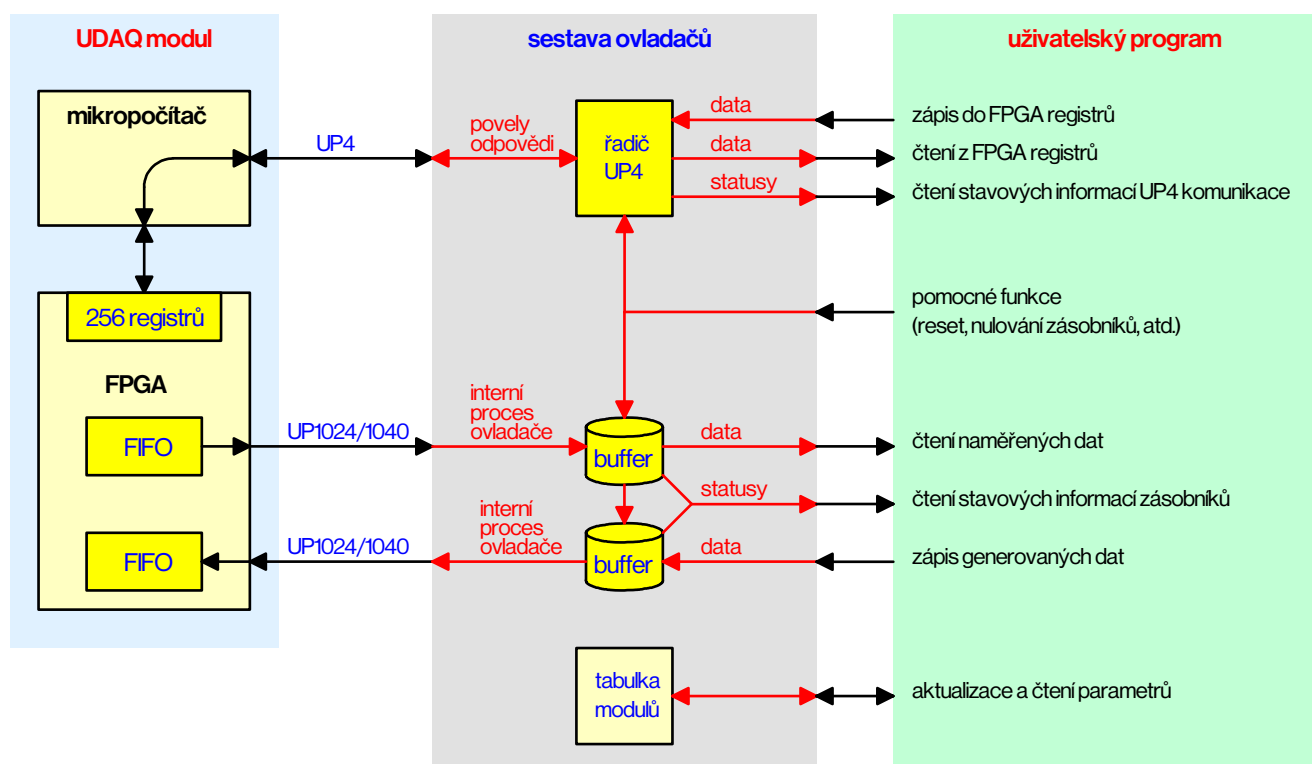 UDAQ modul
sestava ovladačů
uživatelský program
mikropočítač
UP4
povely
odpovědi
řadič
UP4
data
data
statusy
zápis do FPGA registrů
čtení z FPGA registrů
čtení stavových informací UP4 komunikace
256 registrů
FPGA
pomocné funkce
(reset, nulování zásobníků, atd.)
FIFO
UP1024/1040
interní
proces
ovladače
buffer
data
čtení naměřených dat
statusy
čtení stavových informací zásobníků
FIFO
UP1024/1040
interní
proces
ovladače
buffer
data
zápis generovaných dat
tabulka
modulů
aktualizace a čtení parametrů